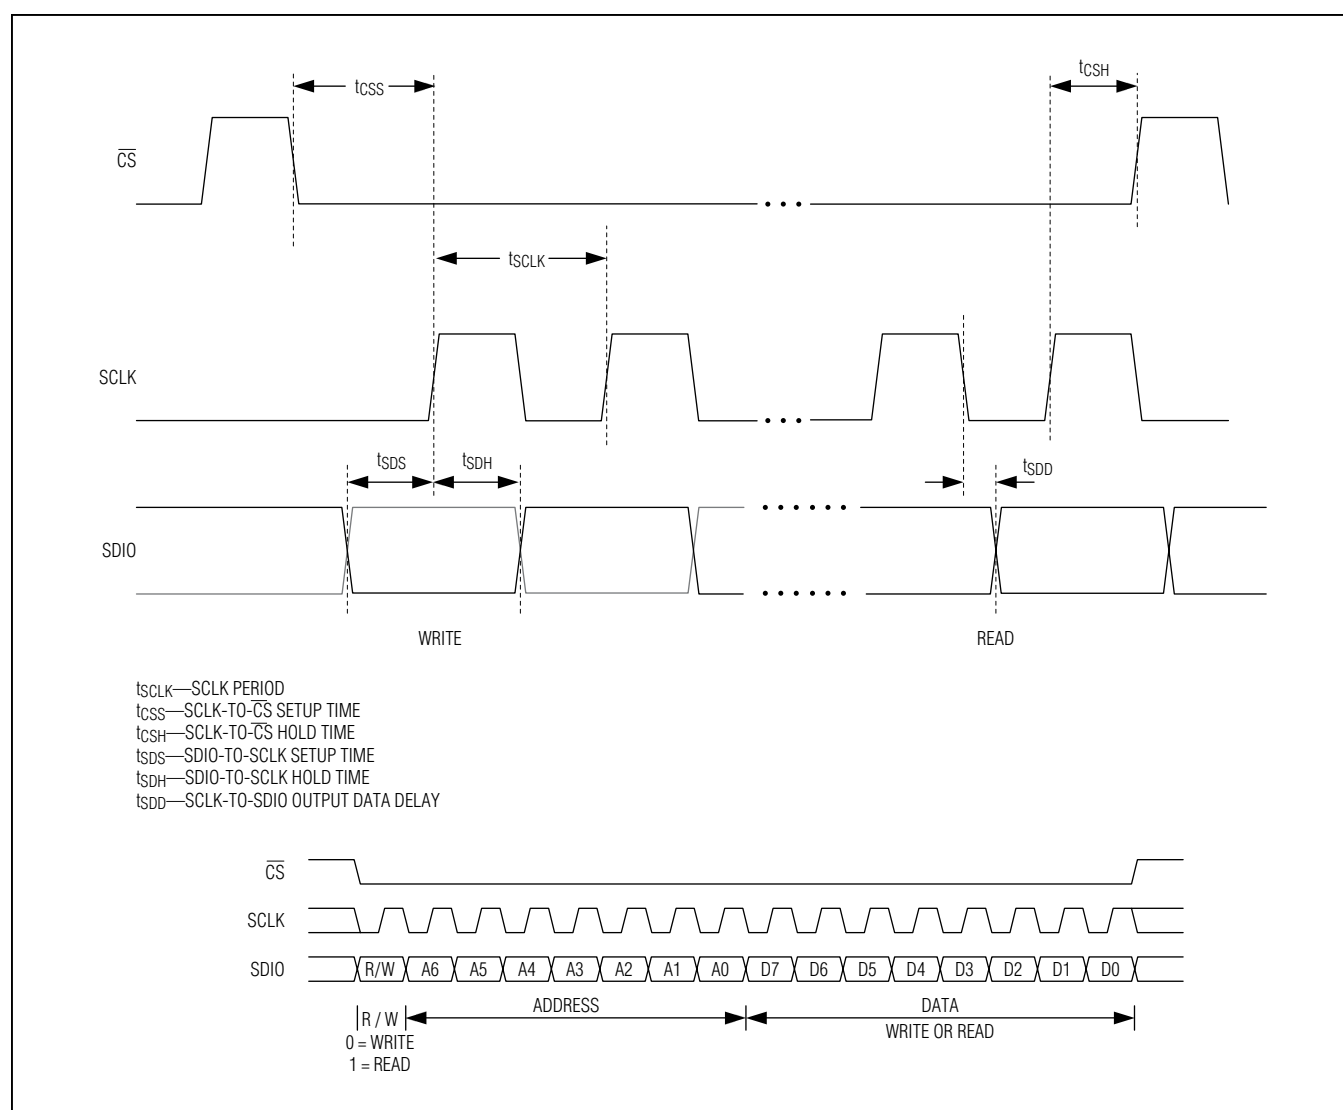 tCSS
tCSH
CS
tSCLK
SCLK
tSDS
tSDH
tSDD
SDIO
WRITE
READ
tSCLK—SCLK PERIOD
tCSS—SCLK-TO-CS SETUP TIME
tCSH—SCLK-TO-CS HOLD TIME
tSDS—SDIO-TO-SCLK SETUP TIME
tSDH—SDIO-TO-SCLK HOLD TIME
tSDD—SCLK-TO-SDIO OUTPUT DATA DELAY
CS
SCLK
SDIO R/W A6 A5 A4 A3 A2 A1 A0 D7 D6 D5 D4 D3 D2 D1 D0
R / W ADDRESS DATA
0 = WRITE WRITE OR READ
1 = READ